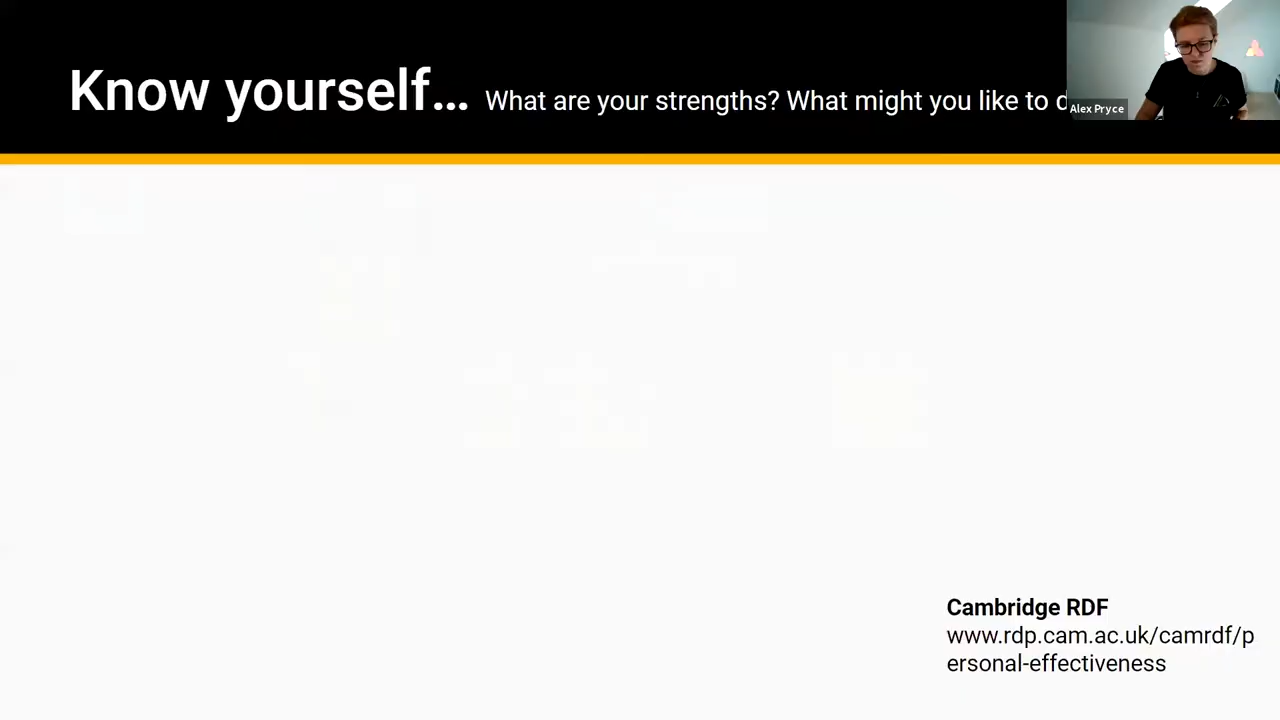 Know yourself... What are your strengths? What might you like to
Alex Pryce
Cambridge RDF
www.rdp.cam.ac.uk/camrdf/p
ersonal-effectiveness